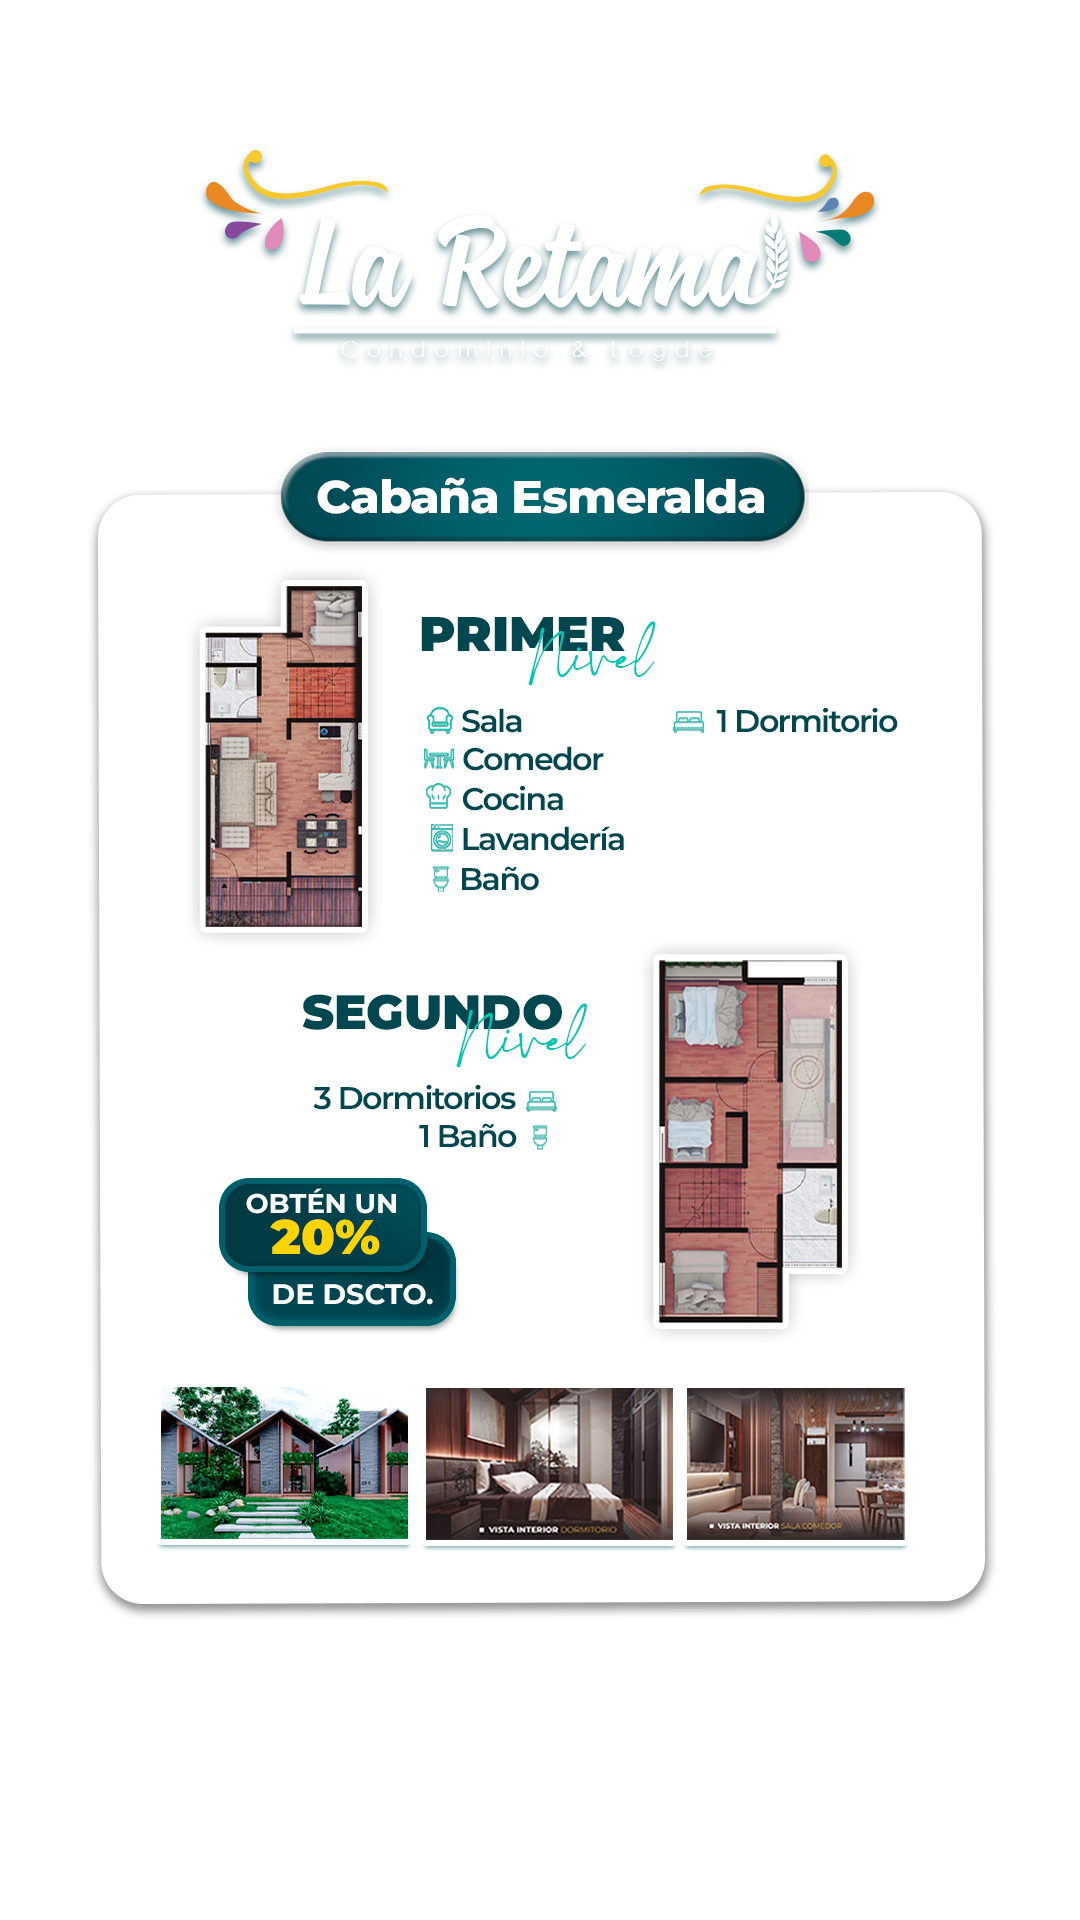 La Retama
Condominio & Logde
Cabaña Esmeralda
PRIMER
Nivel
Sala
Comedor
Cocina
Lavandería
Baño
1 Dormitorio
SEGUNDO
Nivel
3 Dormitorios
1 Baño
OBTÉN UN
20%
DE DSCTO.
VISTA INTERIOR DORMITORIO
VISTA INTERIOR SALA COMEDOR